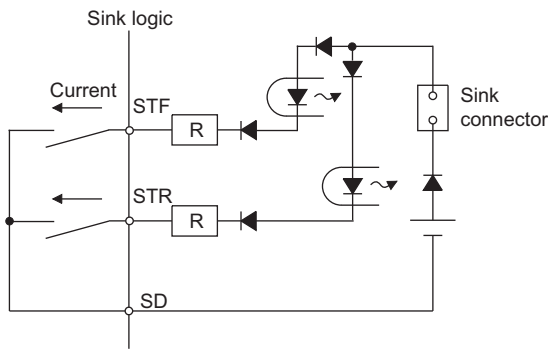 Sink logic
Current
STF
R
Sink
connector
STR
R
SD